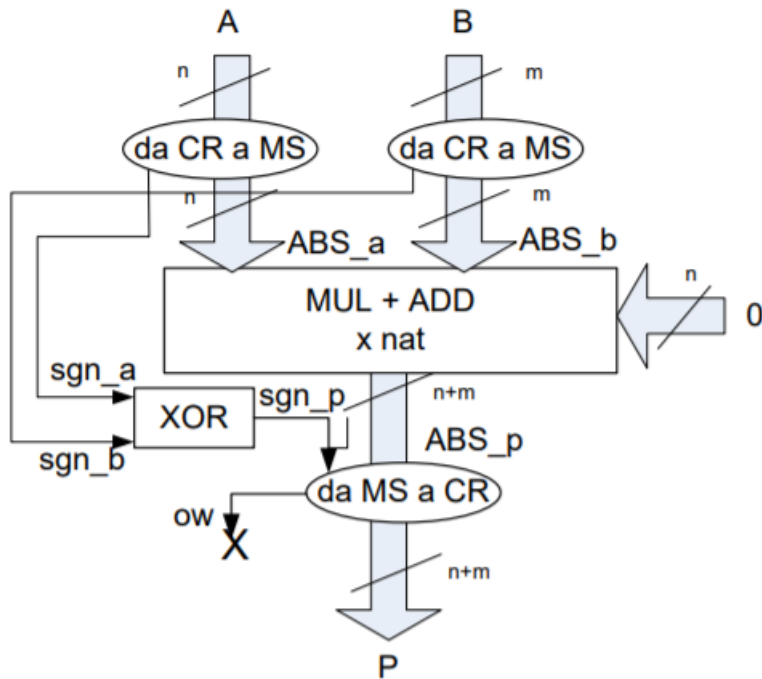 A
B
n
m
da CR a MS
da CR a MS
n
m
ABS_a
ABS_b
MUL + ADD
x nat
n
0
sgn_a
XOR
sgn_p
n+m
sgn_b
ABS_p
da MS a CR
ow
X
n+m
P